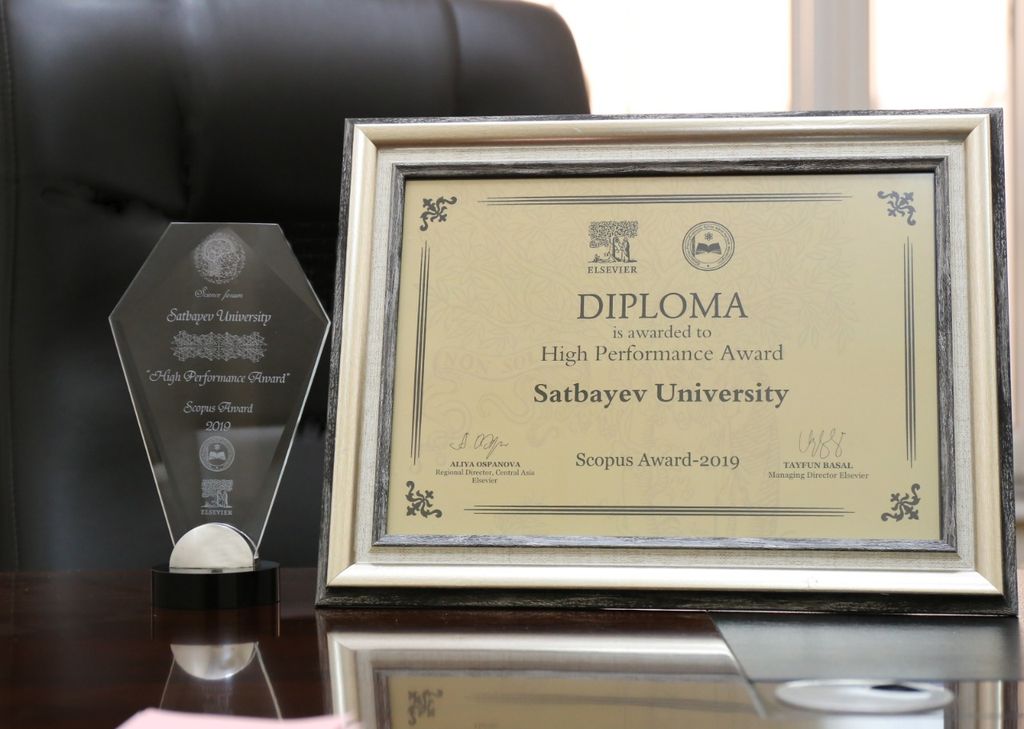 Science forum
Satbayev University
"High Performance Award"
Scopus Award
2019
ELSEVIER
ELSEVIER
DIPLOMA
is awarded to
High Performance Award
Satbayev University
Scopus Award-2019
ALIYA OSPANOVA
Regional Director, Central Asia
Elsevier
TAYFUN BASAL
Managing Director Elsevier